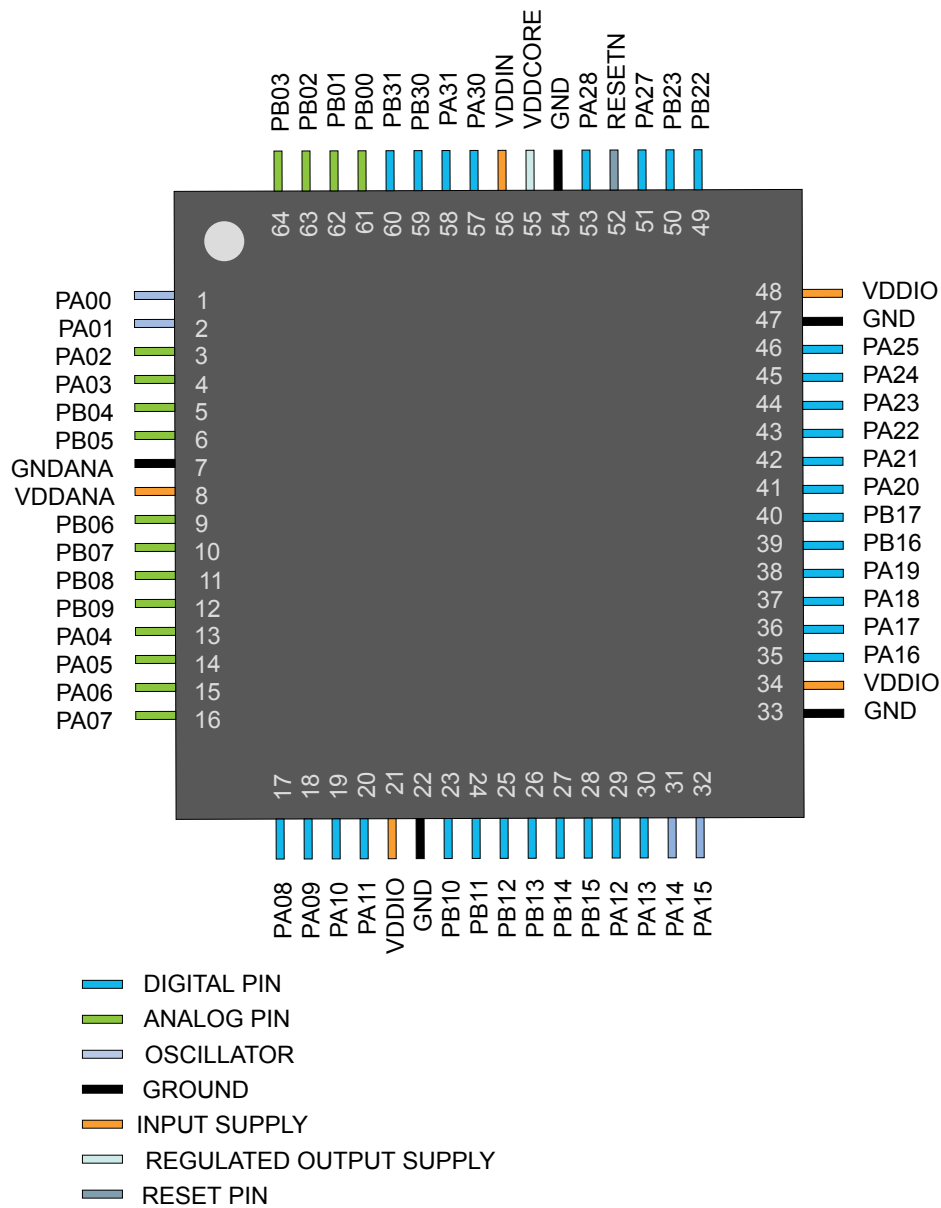 PB03
PB02
PB01
PB00
PB31
PB30
PA31
PA30
VDDIN
VDDCORE
GND
PA28
RESETN
PA27
PB23
PB22
64
63
62
61
60
59
58
57
56
55
54
53
52
51
50
49
PA00 1
PA01 2
PA02 3
PA03 4
PB04 5
PB05 6
GNDANA 7
VDDANA 8
PB06 9
PB07 10
PB08 11
PB09 12
PA04 13
PA05 14
PA06 15
PA07 16
48 VDDIO
47 GND
46 PA25
45 PA24
44 PA23
43 PA22
42 PA21
41 PA20
40 PB17
39 PB16
38 PA19
37 PA18
36 PA17
35 PA16
34 VDDIO
33 GND
17
18
19
20
21
22
23
24
25
26
27
28
29
30
31
32
PA08
PA09
PA10
PA11
VDDIO
GND
PB10
PB11
PB12
PB13
PB14
PB15
PA12
PA13
PA14
PA15
DIGITAL PIN
ANALOG PIN
OSCILLATOR
GROUND
INPUT SUPPLY
REGULATED OUTPUT SUPPLY
RESET PIN